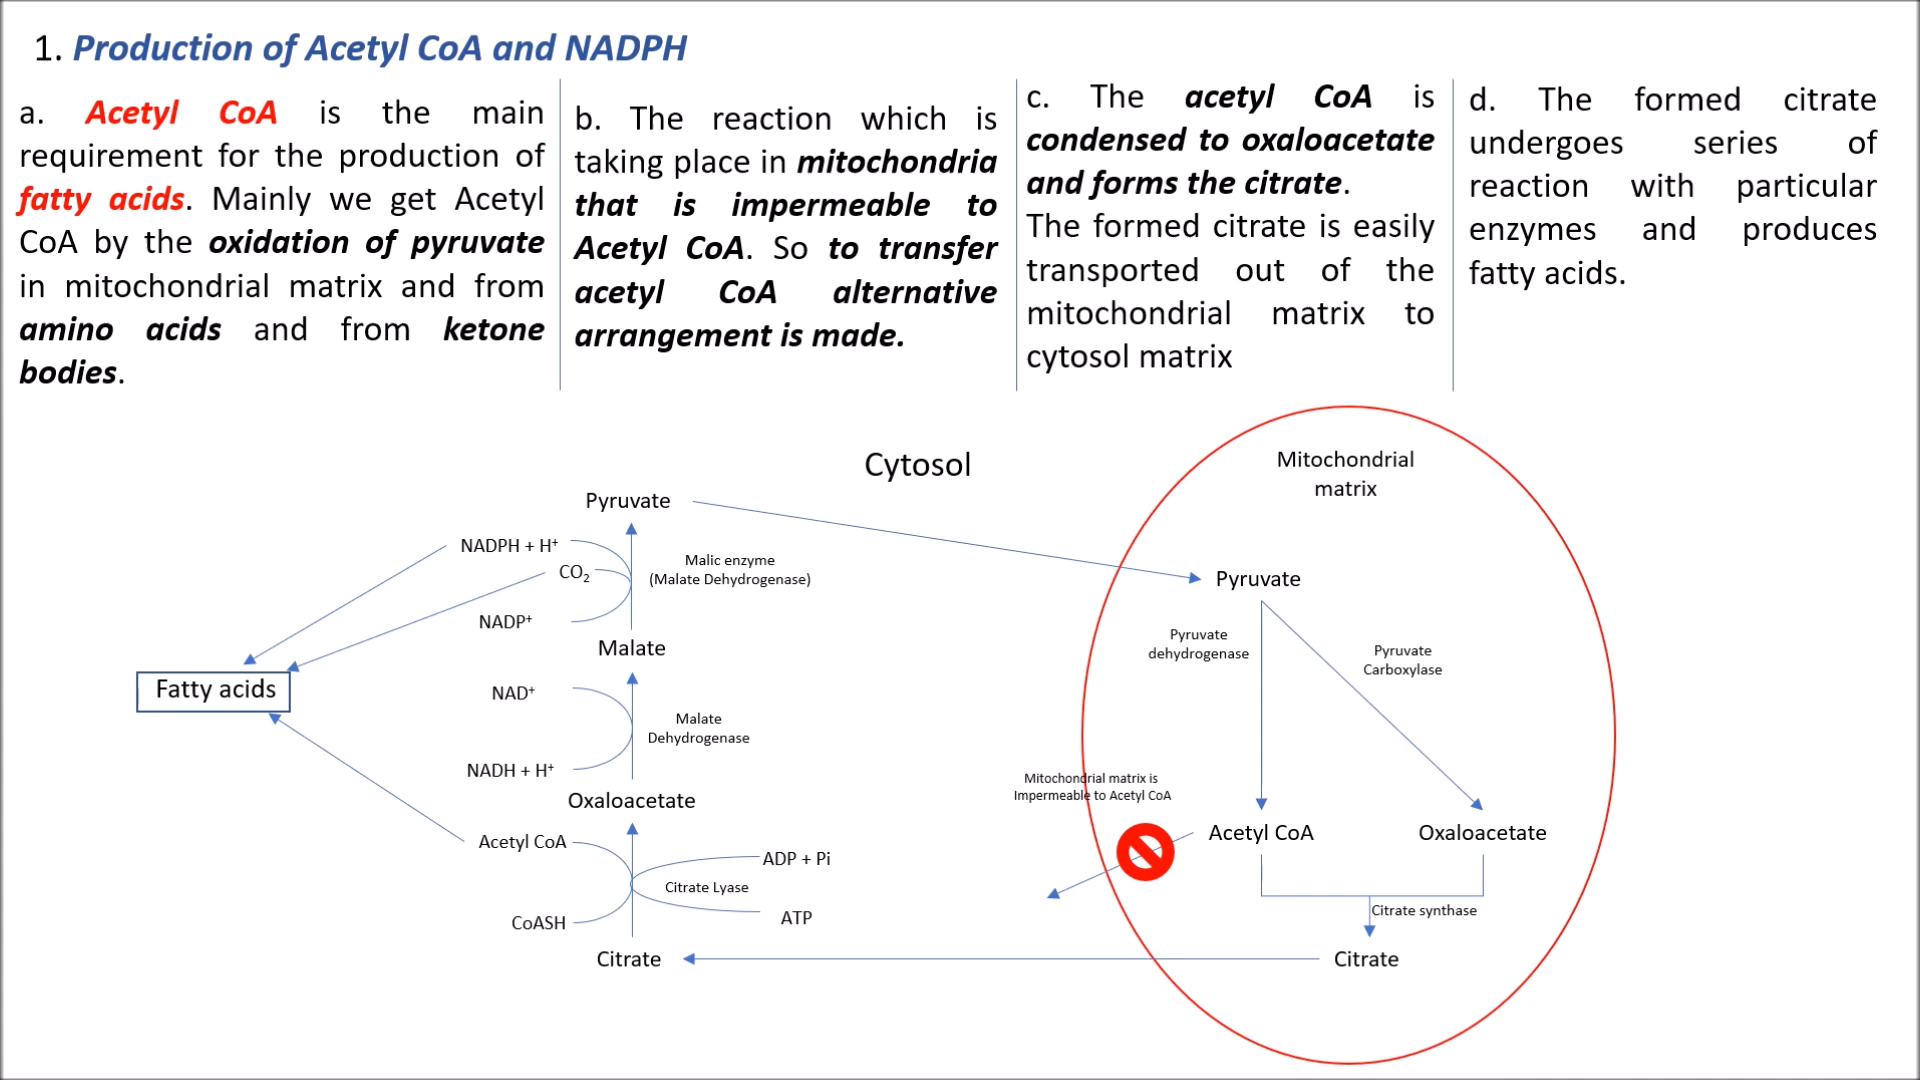 1. Production of Acetyl CoA and NADPH
a. Acetyl CoA is the main
requirement for the production of
fatty acids. Mainly we get Acetyl
CoA by the oxidation of pyruvate
in mitochondrial matrix and from
amino acids and from ketone
bodies.
b. The reaction which is
taking place in mitochondria
that is impermeable to
Acetyl CoA. So to transfer
acetyl CoA alternative
arrangement is made.
c. The acetyl CoA is
condensed to oxaloacetate
and forms the citrate.
The formed citrate is easily
transported out of the
mitochondrial matrix to
cytosol matrix
d. The formed citrate
undergoes series of
reaction with particular
enzymes and produces
fatty acids.
Cytosol
Mitochondrial
matrix
Pyruvate
NADPH + H⁺
CO₂
NADP⁺
Malic enzyme
(Malate Dehydrogenase)
Malate
Fatty acids
NAD⁺
NADH + H⁺
Malate
Dehydrogenase
Oxaloacetate
Acetyl CoA
CoASH
ADP + Pi
Citrate Lyase
ATP
Citrate
Pyruvate
Pyruvate
dehydrogenase
Pyruvate
Carboxylase
Mitochondrial matrix is
Impermeable to Acetyl CoA
Acetyl CoA
Oxaloacetate
Citrate synthase
Citrate